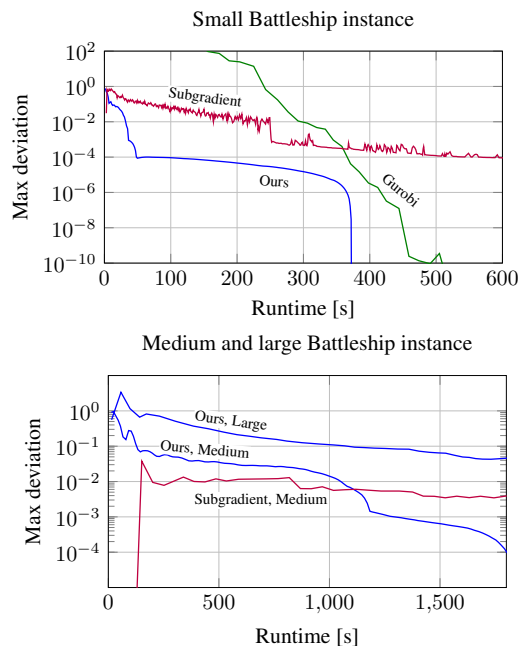 Small Battleship instance
Max deviation
10^2
10^0
10^−2
10^−4
10^−6
10^−8
10^−10
Subgradient
Ours
Gurobi
0 100 200 300 400 500 600
Runtime [s]
Medium and large Battleship instance
Max deviation
10^0
10^−1
10^−2
10^−3
10^−4
Ours, Large
Ours, Medium
Subgradient, Medium
0 500 1,000 1,500
Runtime [s]